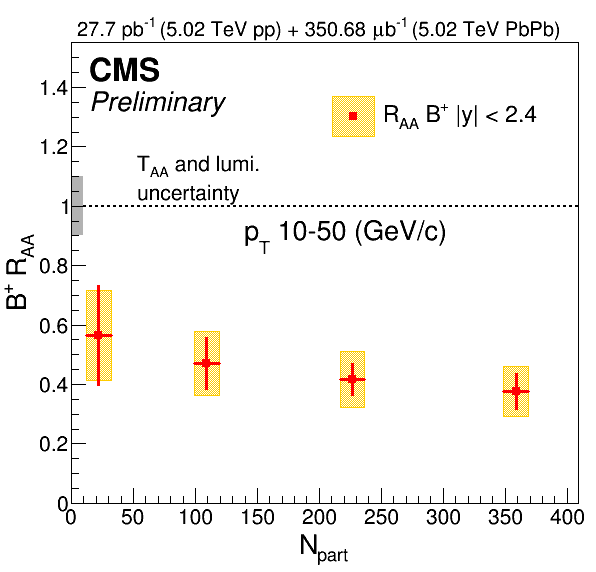 27.7 pb⁻¹ (5.02 TeV pp) + 350.68 μb⁻¹ (5.02 TeV PbPb)
CMS
Preliminary
R_AA B⁺ |y| < 2.4
T_AA and lumi.
uncertainty
p_T 10-50 (GeV/c)
B⁺ R_AA
1.4
1.2
1
0.8
0.6
0.4
0.2
0
0 50 100 150 200 250 300 350 400
N_part